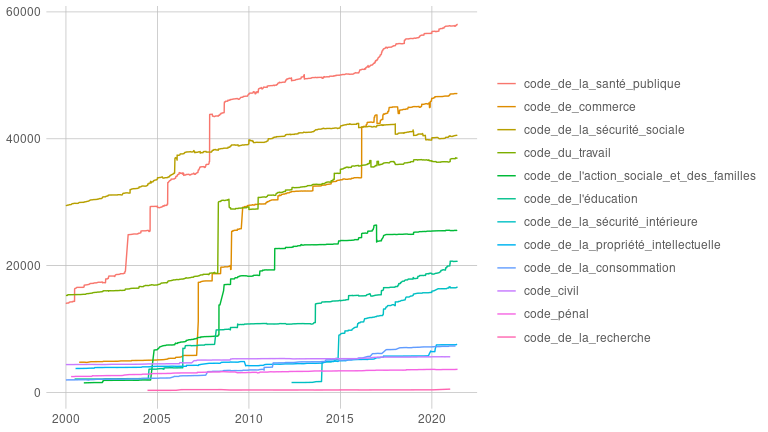 60000
40000
20000
0
2000 2005 2010 2015 2020
code_de_la_santé_publique
code_de_commerce
code_de_la_sécurité_sociale
code_du_travail
code_de_l'action_sociale_et_des_familles
code_de_l'éducation
code_de_la_sécurité_intérieure
code_de_la_propriété_intellectuelle
code_de_la_consommation
code_civil
code_pénal
code_de_la_recherche